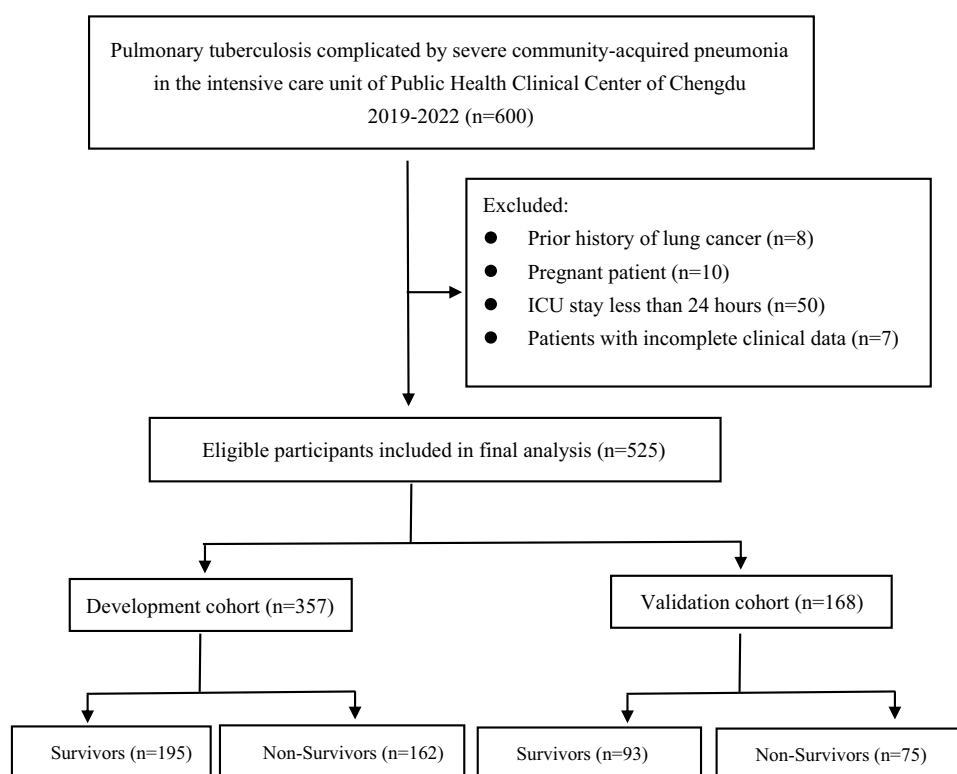 Pulmonary tuberculosis complicated by severe community-acquired pneumonia
in the intensive care unit of Public Health Clinical Center of Chengdu
2019-2022 (n=600)
Excluded:
● Prior history of lung cancer (n=8)
● Pregnant patient (n=10)
● ICU stay less than 24 hours (n=50)
● Patients with incomplete clinical data (n=7)
Eligible participants included in final analysis (n=525)
Development cohort (n=357)
Validation cohort (n=168)
Survivors (n=195)
Non-Survivors (n=162)
Survivors (n=93)
Non-Survivors (n=75)